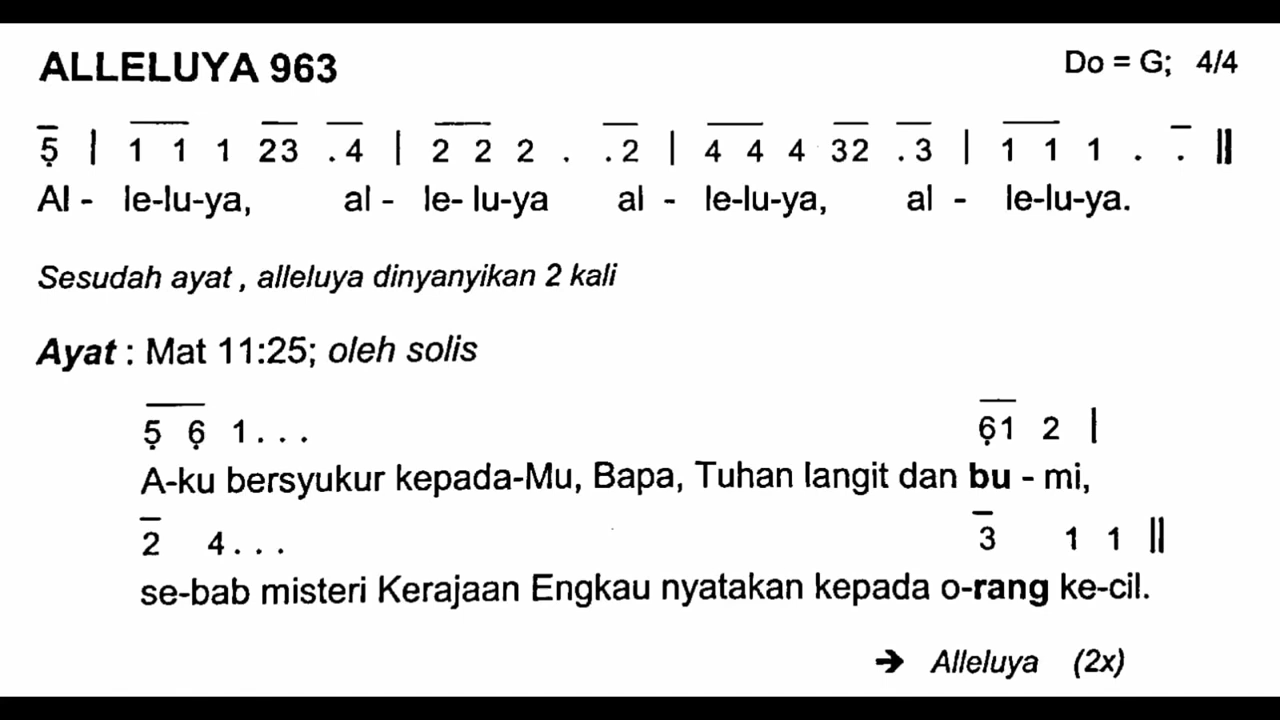 ALLELUYA 963 Do = G; 4/4
5̣ | 1 1 1 23 .4 | 2 2 2 . .2 | 4 4 4 32 .3 | 1 1 1 . . ||
Al - le-lu-ya, al - le- lu-ya al - le-lu-ya, al - le-lu-ya.
Sesudah ayat , alleluya dinyanyikan 2 kali
Ayat : Mat 11:25; oleh solis
5̣ 6̣ 1 . . . 6̣1 2 |
A-ku bersyukur kepada-Mu, Bapa, Tuhan langit dan bu - mi,
2 4 . . . 3 1 1 ||
se-bab misteri Kerajaan Engkau nyatakan kepada o-rang ke-cil.
→ Alleluya (2x)